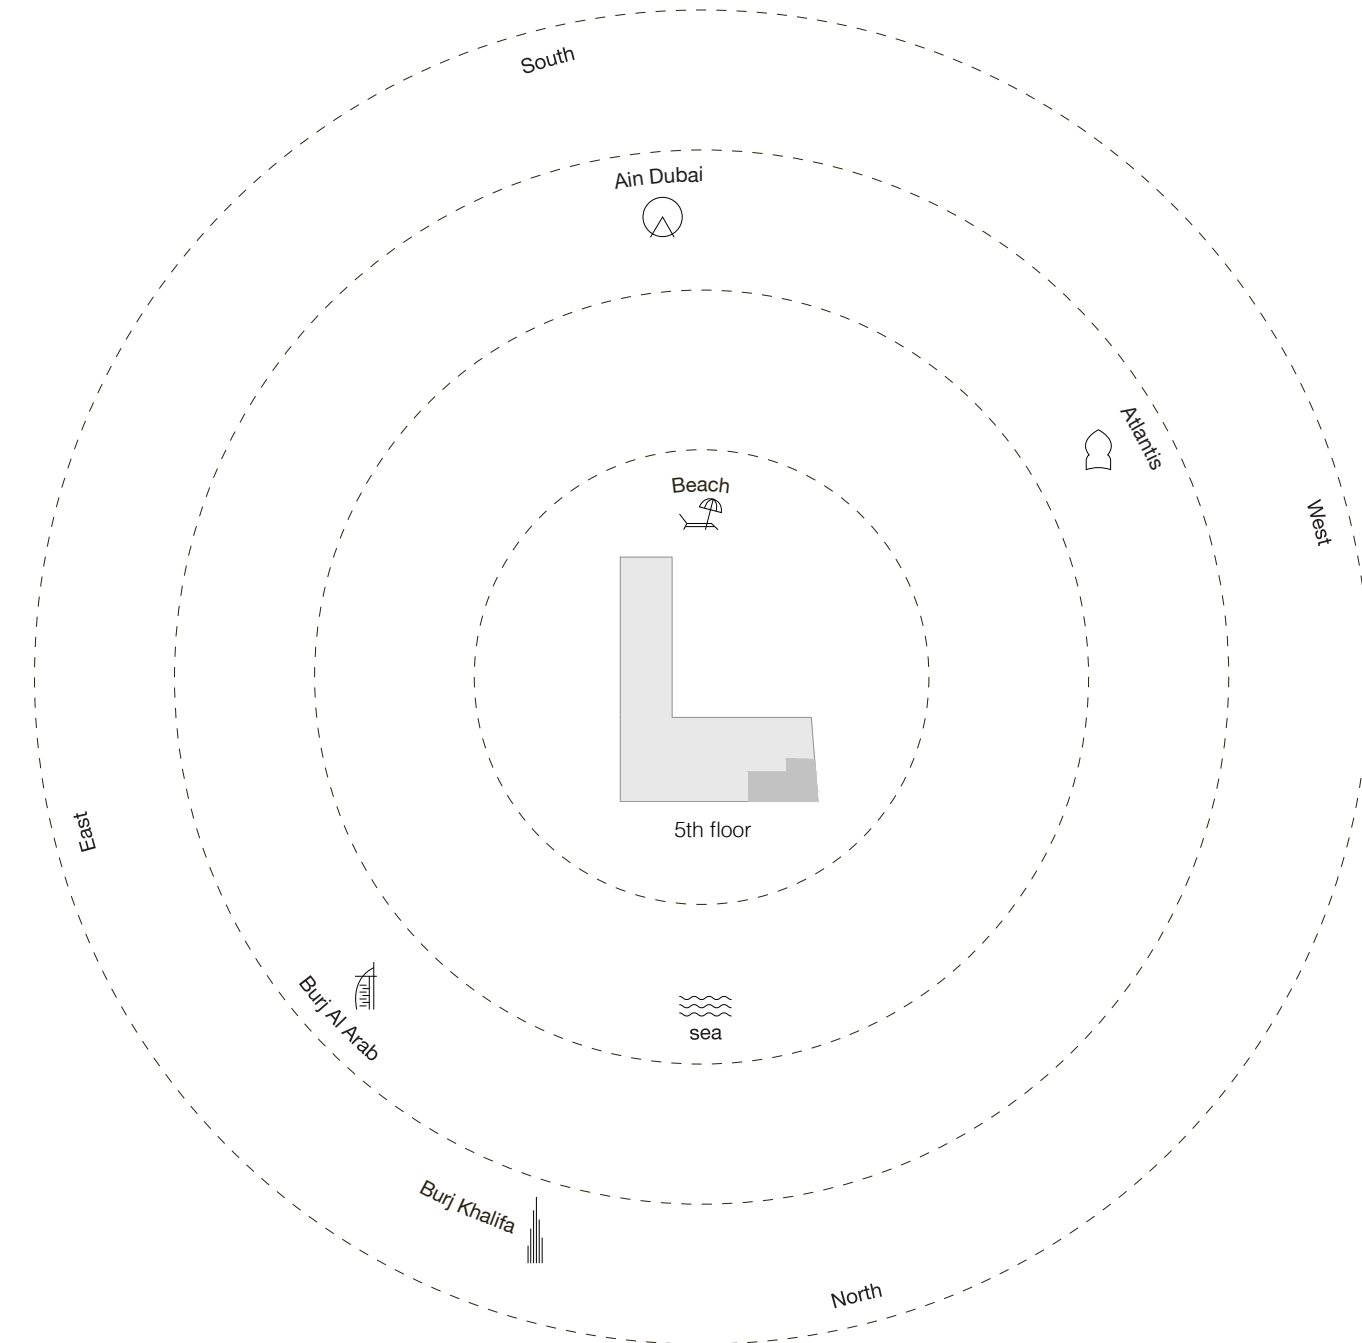 South
Ain Dubai
Atlantis
Beach
West
5th floor
East
Burj Al Arab
sea
Burj Khalifa
North